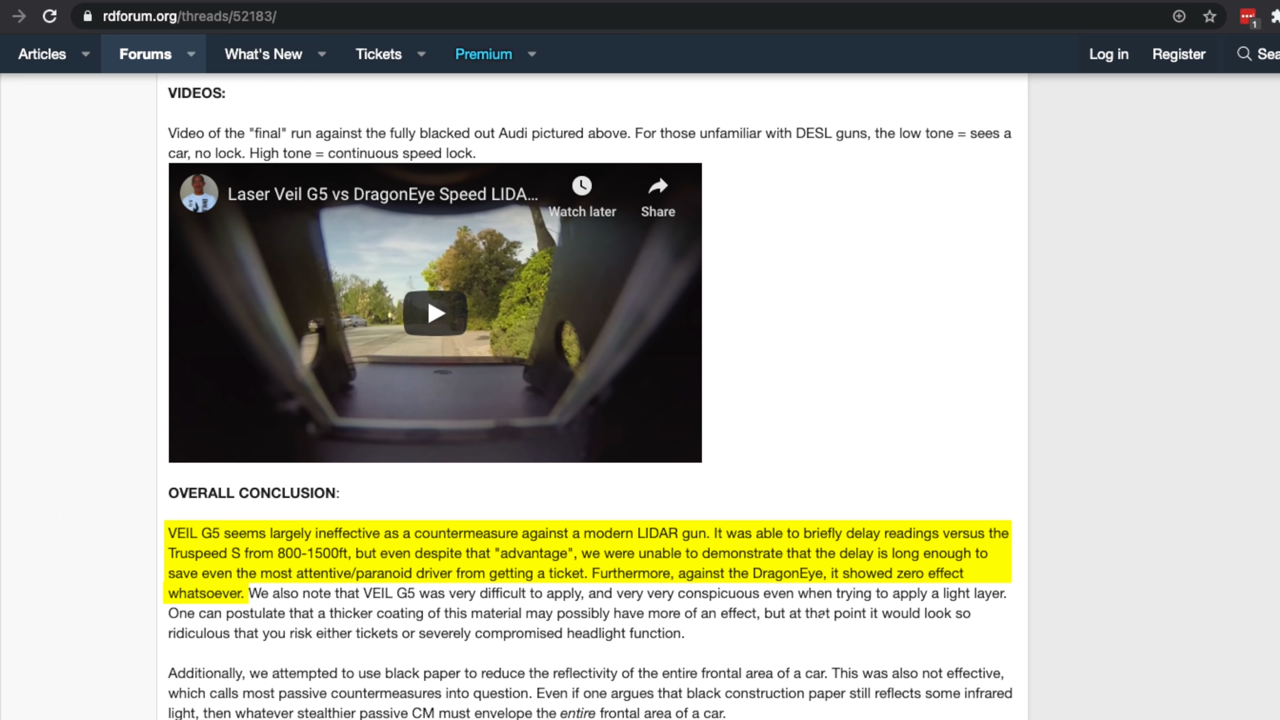 rdforum.org/threads/52183/
1
Articles Forums What's New Tickets Premium Log in Register Sea
VIDEOS:
Video of the "final" run against the fully blacked out Audi pictured above. For those unfamiliar with DESL guns, the low tone = sees a
car, no lock. High tone = continuous speed lock.
Laser Veil G5 vs DragonEye Speed LIDA...
Watch later Share
OVERALL CONCLUSION:
VEIL G5 seems largely ineffective as a countermeasure against a modern LIDAR gun. It was able to briefly delay readings versus the
Truspeed S from 800-1500ft, but even despite that "advantage", we were unable to demonstrate that the delay is long enough to
save even the most attentive/paranoid driver from getting a ticket. Furthermore, against the DragonEye, it showed zero effect
whatsoever. We also note that VEIL G5 was very difficult to apply, and very very conspicuous even when trying to apply a light layer.
One can postulate that a thicker coating of this material may possibly have more of an effect, but at that point it would look so
ridiculous that you risk either tickets or severely compromised headlight function.
Additionally, we attempted to use black paper to reduce the reflectivity of the entire frontal area of a car. This was also not effective,
which calls most passive countermeasures into question. Even if one argues that black construction paper still reflects some infrared
light, then whatever stealthier passive CM must envelope the entire frontal area of a car.